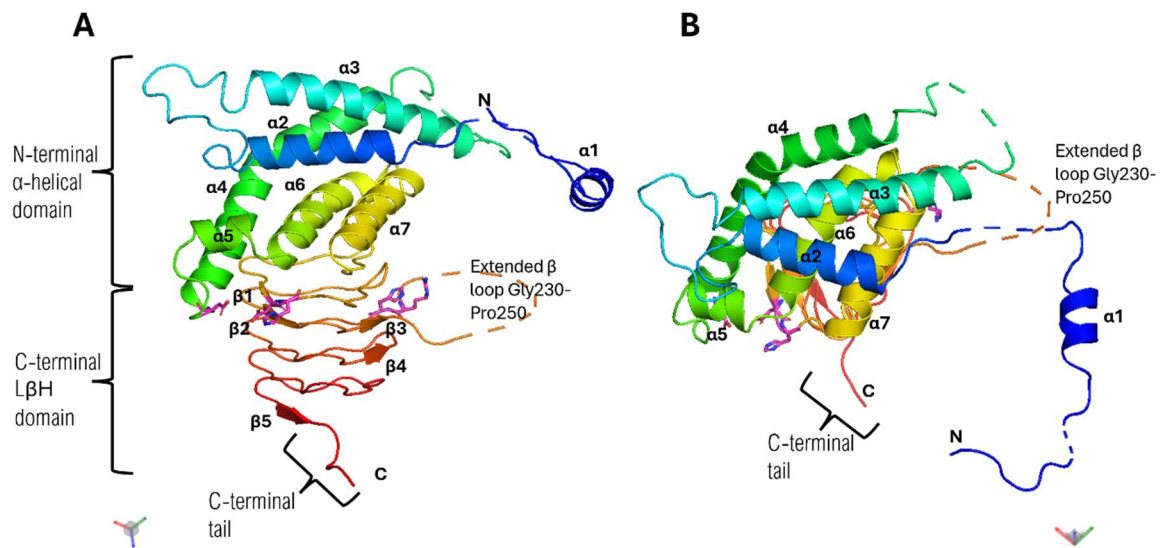 A
N-terminal
α-helical
domain
C-terminal
LβH
domain
α3
N
α2
α1
α4
α6
α5
α7
β1
β2
β3
β4
β5
Extended β
loop Gly230-
Pro250
C
C-terminal
tail
B
α4
Extended β
loop Gly230-
Pro250
α3
α6
α2
α1
α5
α7
C
C-terminal
tail
N